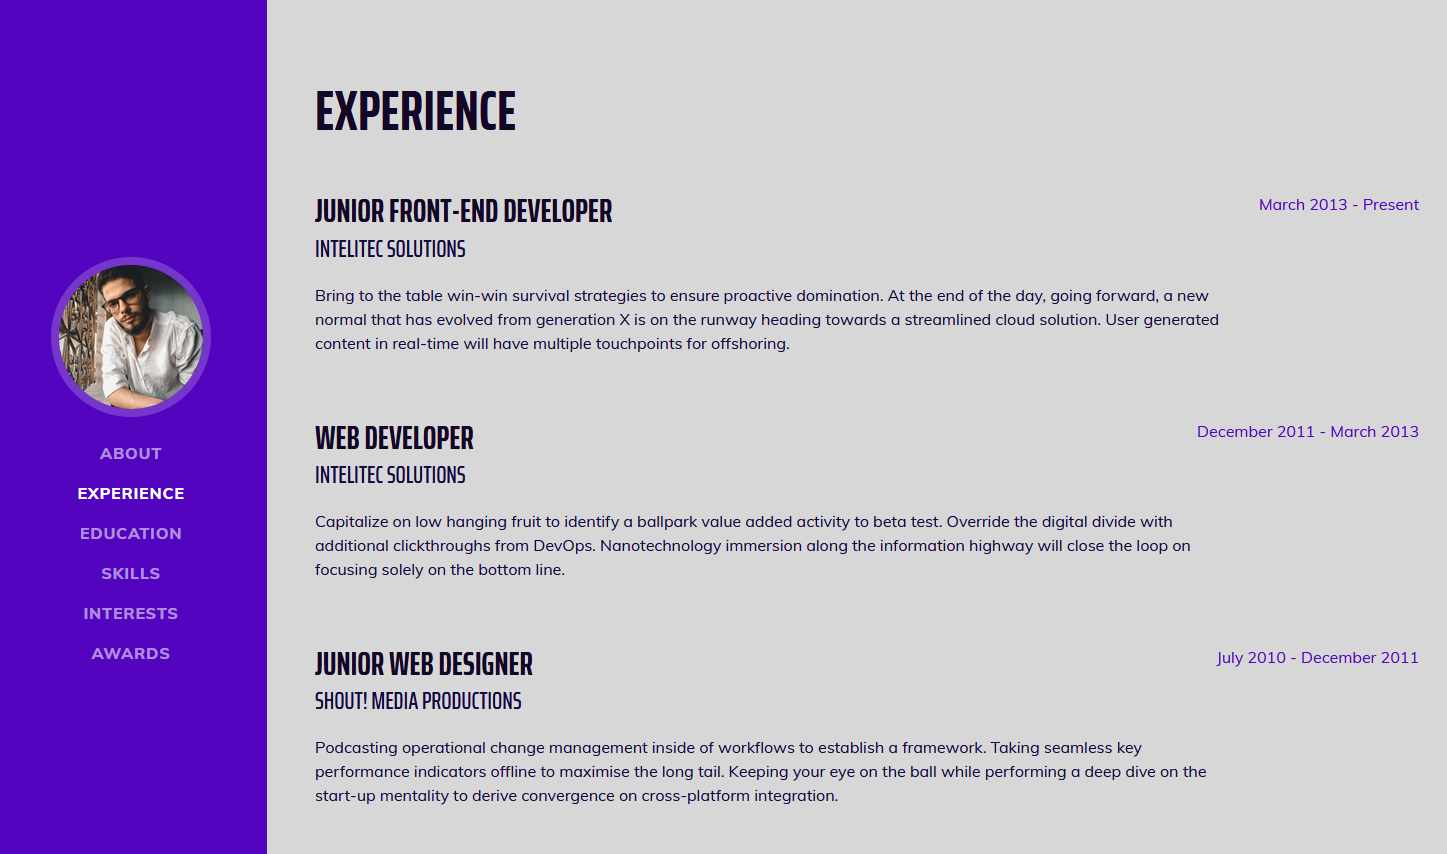 ABOUT
EXPERIENCE
EDUCATION
SKILLS
INTERESTS
AWARDS
EXPERIENCE
JUNIOR FRONT-END DEVELOPER
March 2013 - Present
INTELITEC SOLUTIONS
Bring to the table win-win survival strategies to ensure proactive domination. At the end of the day, going forward, a new
normal that has evolved from generation X is on the runway heading towards a streamlined cloud solution. User generated
content in real-time will have multiple touchpoints for offshoring.
WEB DEVELOPER
December 2011 - March 2013
INTELITEC SOLUTIONS
Capitalize on low hanging fruit to identify a ballpark value added activity to beta test. Override the digital divide with
additional clickthroughs from DevOps. Nanotechnology immersion along the information highway will close the loop on
focusing solely on the bottom line.
JUNIOR WEB DESIGNER
July 2010 - December 2011
SHOUT! MEDIA PRODUCTIONS
Podcasting operational change management inside of workflows to establish a framework. Taking seamless key
performance indicators offline to maximise the long tail. Keeping your eye on the ball while performing a deep dive on the
start-up mentality to derive convergence on cross-platform integration.